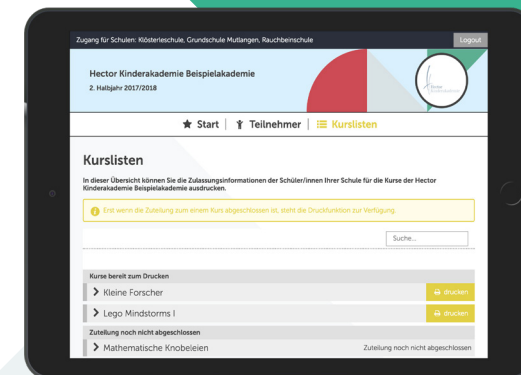 Zugang für Schulen: Klösterleschule, Grundschule Mutlangen, Rauchbeinschule
Logout
Hector Kinderakademie Beispielakademie
2. Halbjahr 2017/2018
Start
Teilnehmer
Kurslisten
Kurslisten
In dieser Übersicht können Sie die Zulassungsinformationen der Schüler/innen Ihrer Schule für die Kurse der Hector
Kinderakademie Beispielakademie ausdrucken.
Erst wenn die Zuteilung zum einem Kurs abgeschlossen ist, steht die Druckfunktion zur Verfügung.
Suche...
Kurse bereit zum Drucken
Kleine Forscher
drucken
Lego Mindstorms I
drucken
Zuteilung noch nicht abgeschlossen
Mathematische Knobeleien
Zuteilung noch nicht abgeschlossen